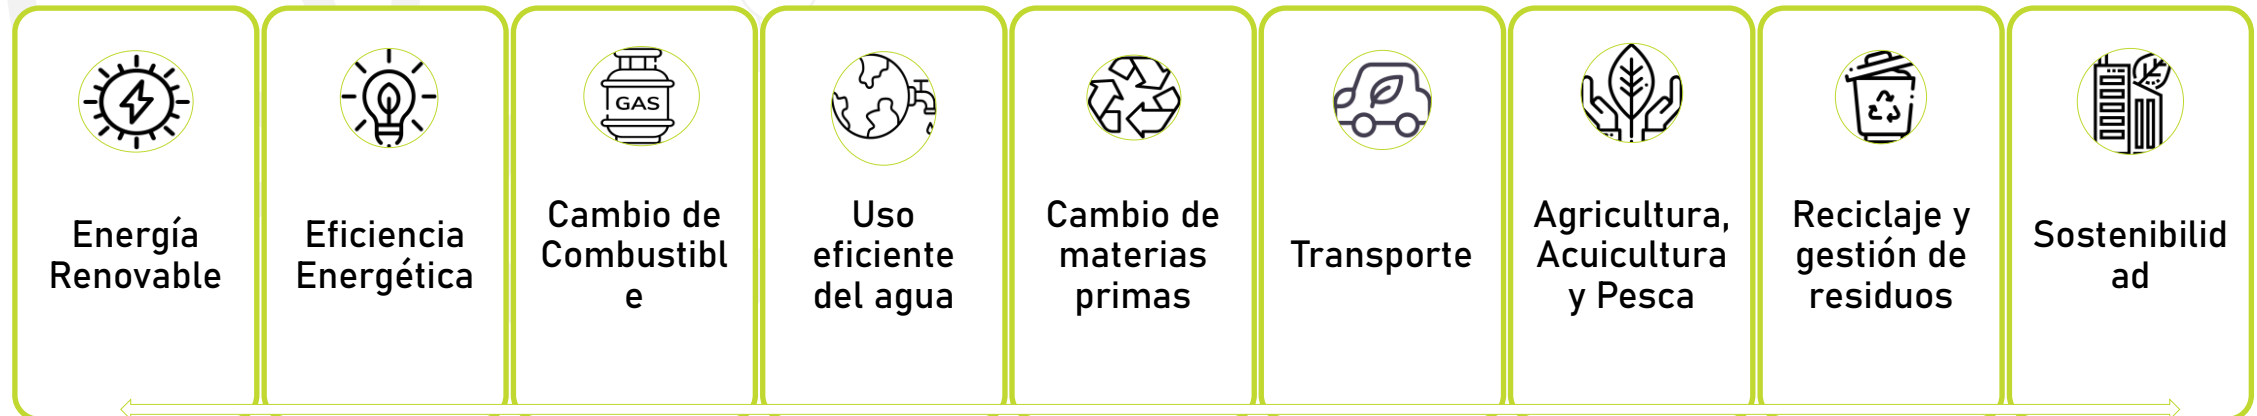 Energía
Renovable
Eficiencia
Energética
Cambio de
Combustibl
e
GAS
Uso
eficiente
del agua
Cambio de
materias
primas
Transporte
Agricultura,
Acuicultura
y Pesca
Reciclaje y
gestión de
residuos
Sostenibilid
ad